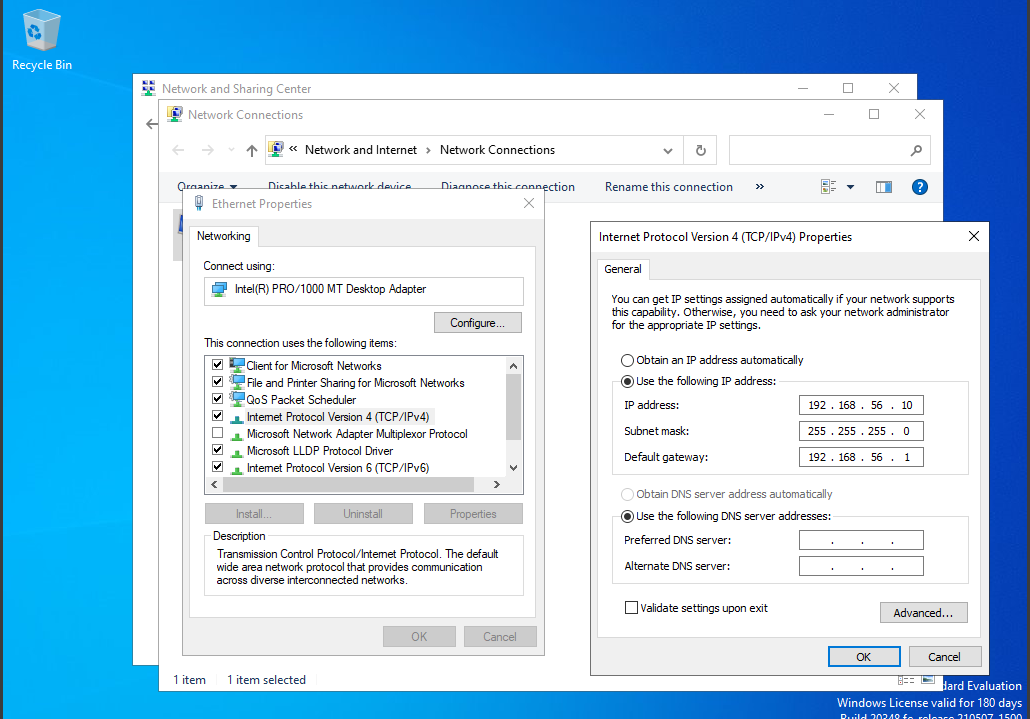 Recycle Bin
Network and Sharing Center
Network Connections
« Network and Internet › Network Connections
Organize Disable this network device Diagnose this connection Rename this connection »
Ethernet Properties
Networking
Connect using:
Intel(R) PRO/1000 MT Desktop Adapter
Configure...
This connection uses the following items:
Client for Microsoft Networks
File and Printer Sharing for Microsoft Networks
QoS Packet Scheduler
Internet Protocol Version 4 (TCP/IPv4)
Microsoft Network Adapter Multiplexor Protocol
Microsoft LLDP Protocol Driver
Internet Protocol Version 6 (TCP/IPv6)
Install... Uninstall Properties
Description
Transmission Control Protocol/Internet Protocol. The default
wide area network protocol that provides communication
across diverse interconnected networks.
OK Cancel
Internet Protocol Version 4 (TCP/IPv4) Properties
General
You can get IP settings assigned automatically if your network supports
this capability. Otherwise, you need to ask your network administrator
for the appropriate IP settings.
Obtain an IP address automatically
Use the following IP address:
IP address: 192 . 168 . 56 . 10
Subnet mask: 255 . 255 . 255 . 0
Default gateway: 192 . 168 . 56 . 1
Obtain DNS server address automatically
Use the following DNS server addresses:
Preferred DNS server: . . .
Alternate DNS server: . . .
Validate settings upon exit
Advanced...
OK Cancel
1 item 1 item selected
dard Evaluation
Windows License valid for 180 days
Build 20348.fe_release.210507-1500